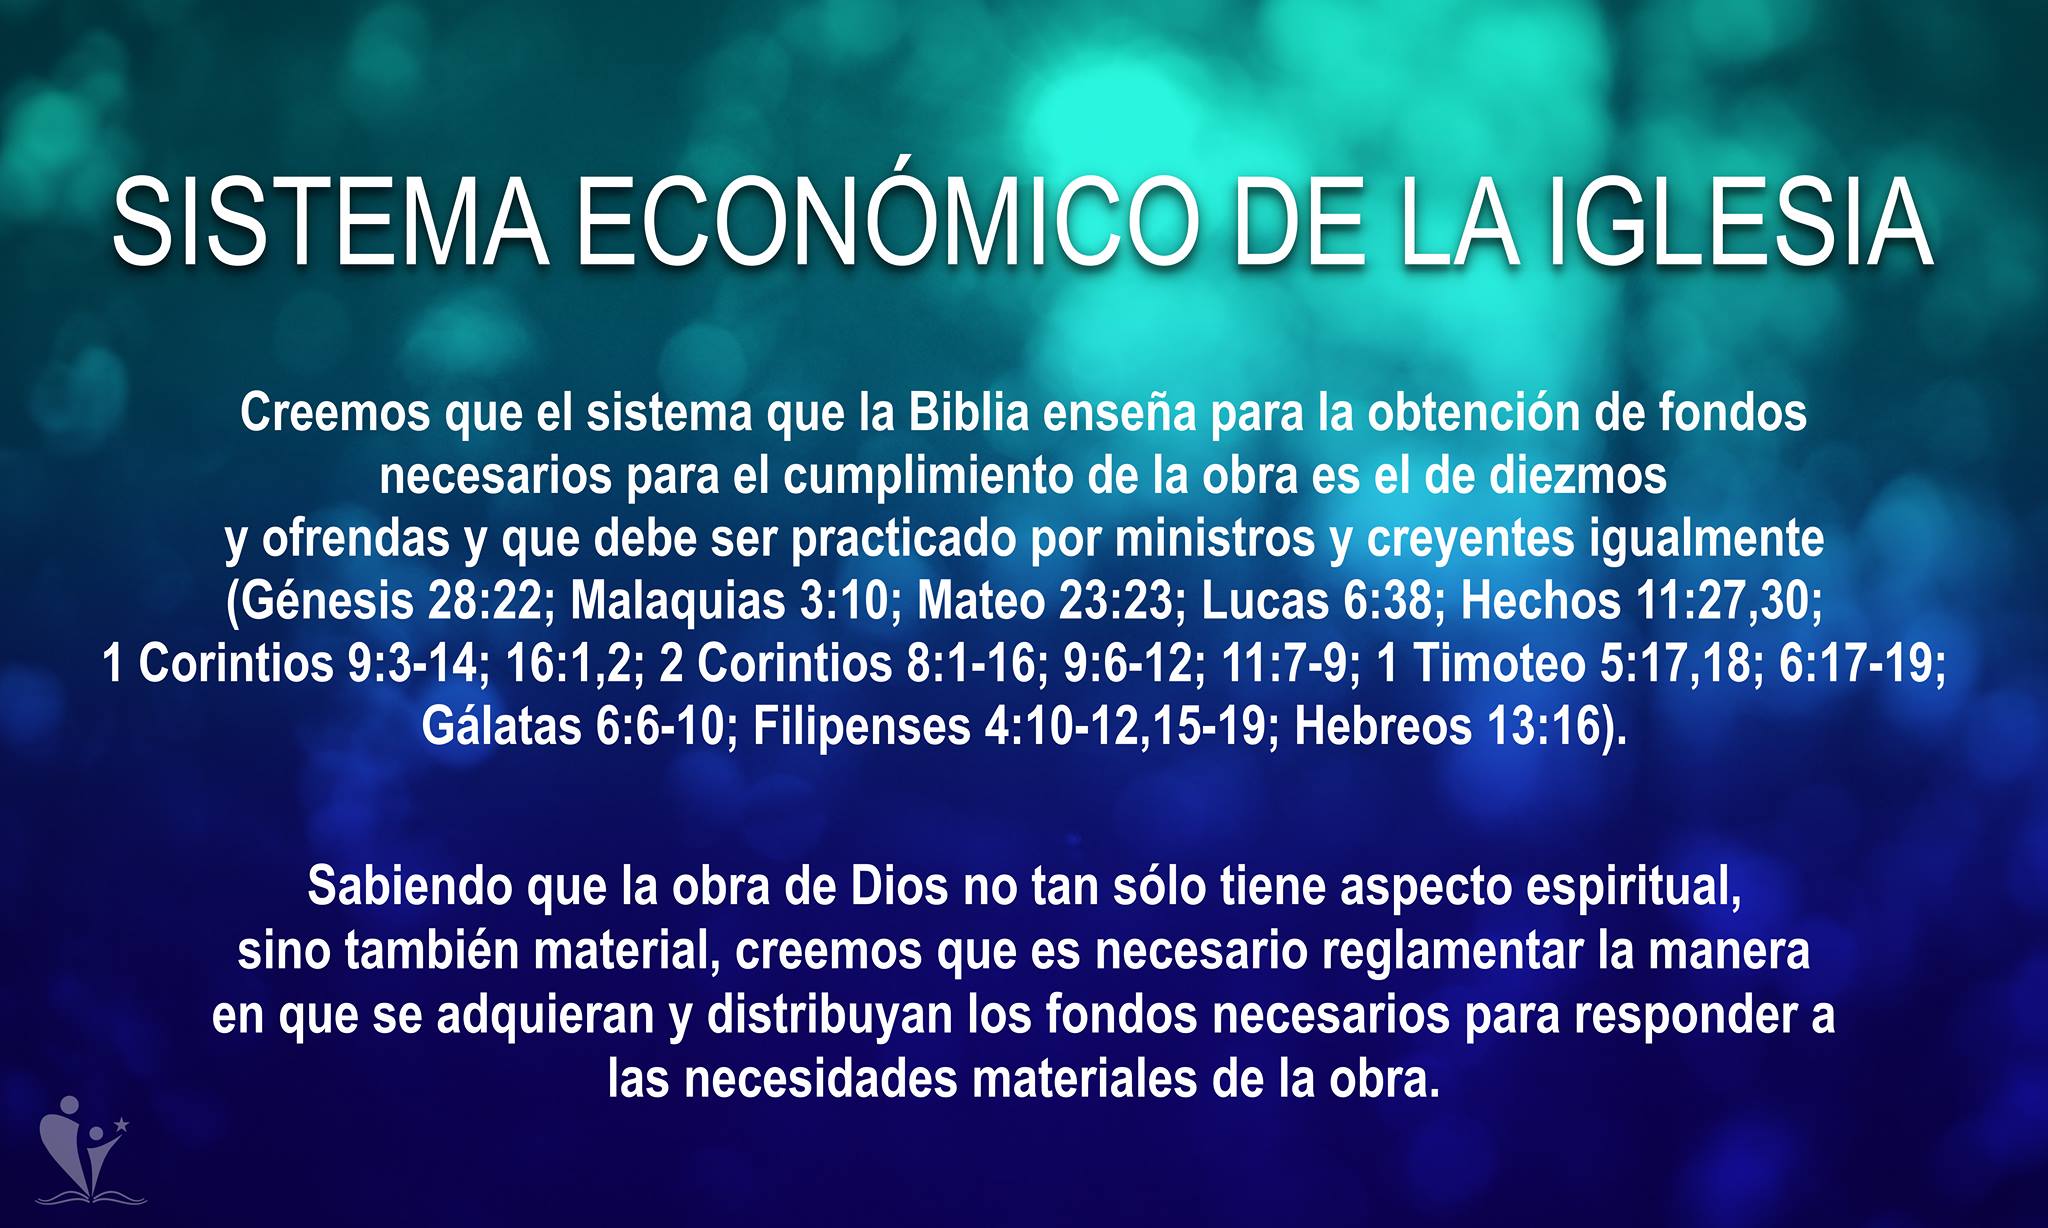 SISTEMA ECONÓMICO DE LA IGLESIA
Creemos que el sistema que la Biblia enseña para la obtención de fondos
necesarios para el cumplimiento de la obra es el de diezmos
y ofrendas y que debe ser practicado por ministros y creyentes igualmente
(Génesis 28:22; Malaquias 3:10; Mateo 23:23; Lucas 6:38; Hechos 11:27,30;
1 Corintios 9:3-14; 16:1,2; 2 Corintios 8:1-16; 9:6-12; 11:7-9; 1 Timoteo 5:17,18; 6:17-19;
Gálatas 6:6-10; Filipenses 4:10-12,15-19; Hebreos 13:16).
Sabiendo que la obra de Dios no tan sólo tiene aspecto espiritual,
sino también material, creemos que es necesario reglamentar la manera
en que se adquieran y distribuyan los fondos necesarios para responder a
las necesidades materiales de la obra.